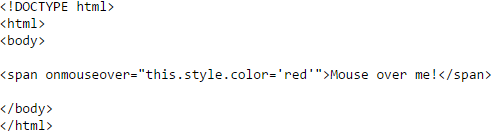 <!DOCTYPE html>
<html>
<body>
<span onmouseover="this.style.color='red'">Mouse over me!</span>
</body>
</html>